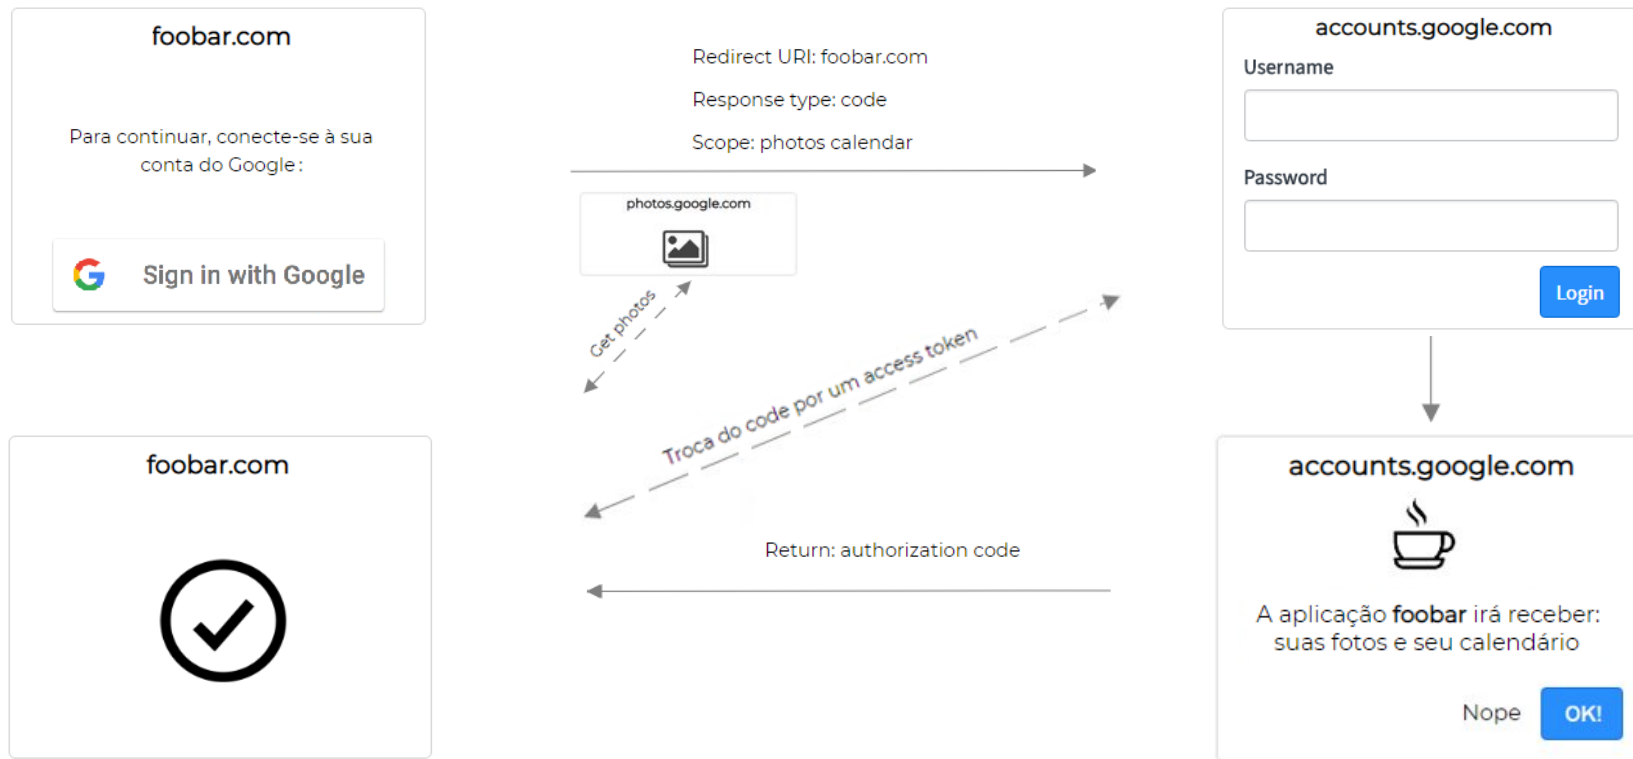 foobar.com
Para continuar, conecte-se à sua
conta do Google:
Sign in with Google
Redirect URI: foobar.com
Response type: code
Scope: photos calendar
photos.google.com
Get photos
Troca do code por um access token
Return: authorization code
accounts.google.com
Username
Password
Login
foobar.com
accounts.google.com
A aplicação foobar irá receber:
suas fotos e seu calendário
Nope
OK!